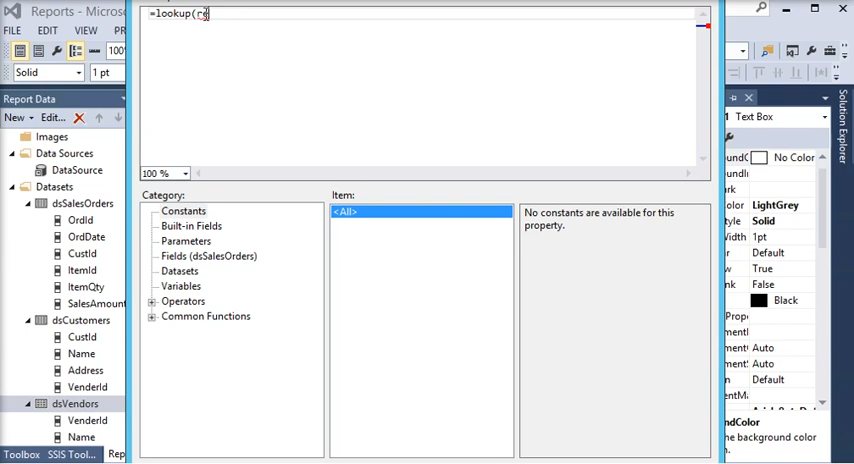 =lookup(re
Reports - Micros
FILE EDIT VIEW PR
100%
Solid 1 pt
Report Data
New Edit...
Images
Data Sources
DataSource
Datasets
dsSalesOrders
OrdId
OrdDate
CustId
ItemId
ItemQty
SalesAmount
dsCustomers
CustId
Name
Address
VenderId
dsVendors
VenderId
Name
Toolbox SSIS Tool... Rep
100 %
Category:
Constants
Built-in Fields
Parameters
Fields (dsSalesOrders)
Datasets
Variables
Operators
Common Functions
Item:
<All>
No constants are available for this
property.
Text Box
No Color
LightGrey
Solid
1pt
Default
True
False
Black
Auto
Auto
Default
ndColor
he background color
Solution Explorer